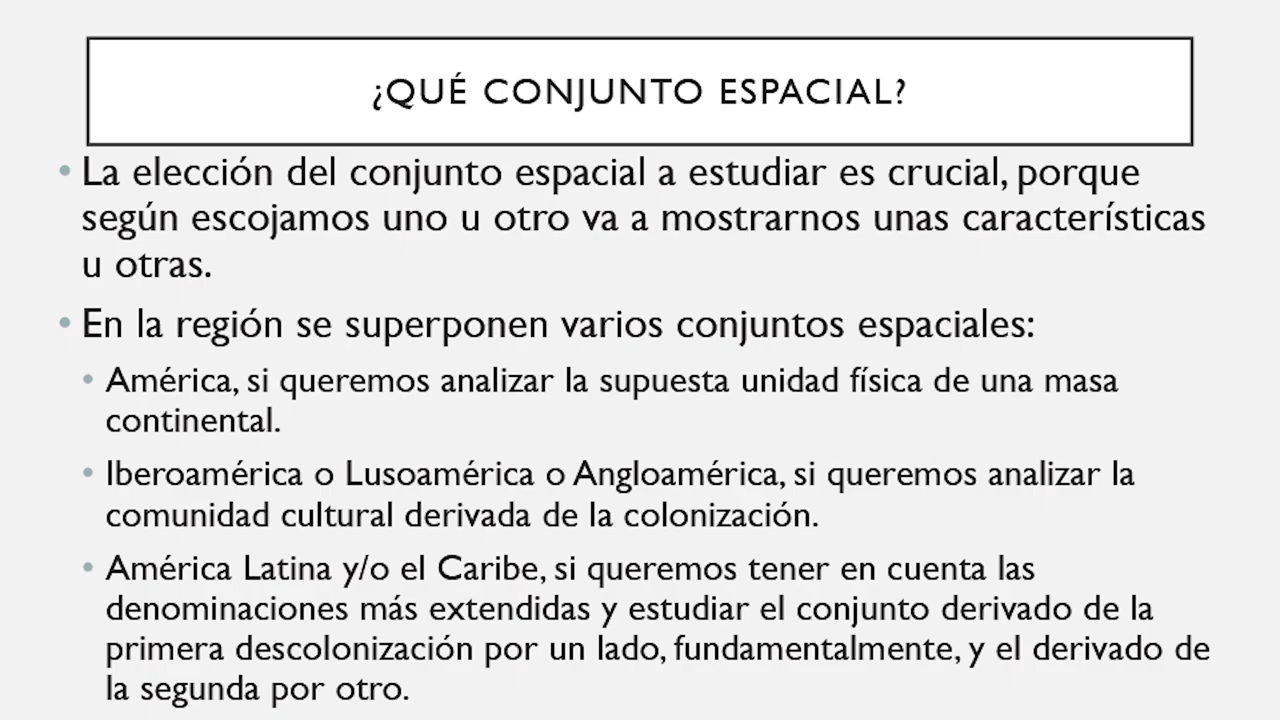 ¿QUÉ CONJUNTO ESPACIAL?
• La elección del conjunto espacial a estudiar es crucial, porque
según escojamos uno u otro va a mostrarnos unas características
u otras.
• En la región se superponen varios conjuntos espaciales:
• América, si queremos analizar la supuesta unidad física de una masa
continental.
• Iberoamérica o Lusoamérica o Angloamérica, si queremos analizar la
comunidad cultural derivada de la colonización.
• América Latina y/o el Caribe, si queremos tener en cuenta las
denominaciones más extendidas y estudiar el conjunto derivado de la
primera descolonización por un lado, fundamentalmente, y el derivado de
la segunda por otro.